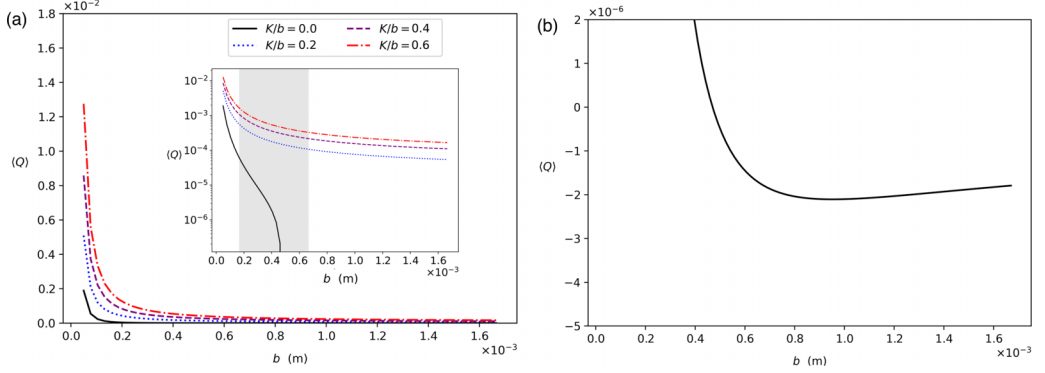 (a)
×10⁻²
1.8
1.6
1.4
1.2
1.0
0.8
0.6
0.4
0.2
0.0
⟨Q⟩
K/b = 0.0
K/b = 0.2
K/b = 0.4
K/b = 0.6
10⁻²
10⁻³
10⁻⁴
10⁻⁵
10⁻⁶
⟨Q⟩
0.0 0.2 0.4 0.6 0.8 1.0 1.2 1.4 1.6
×10⁻³
b (m)
0.0 0.2 0.4 0.6 0.8 1.0 1.2 1.4 1.6
×10⁻³
b (m)
(b)
×10⁻⁶
2
1
0
−1
−2
−3
−4
−5
⟨Q⟩
0.0 0.2 0.4 0.6 0.8 1.0 1.2 1.4 1.6
×10⁻³
b (m)